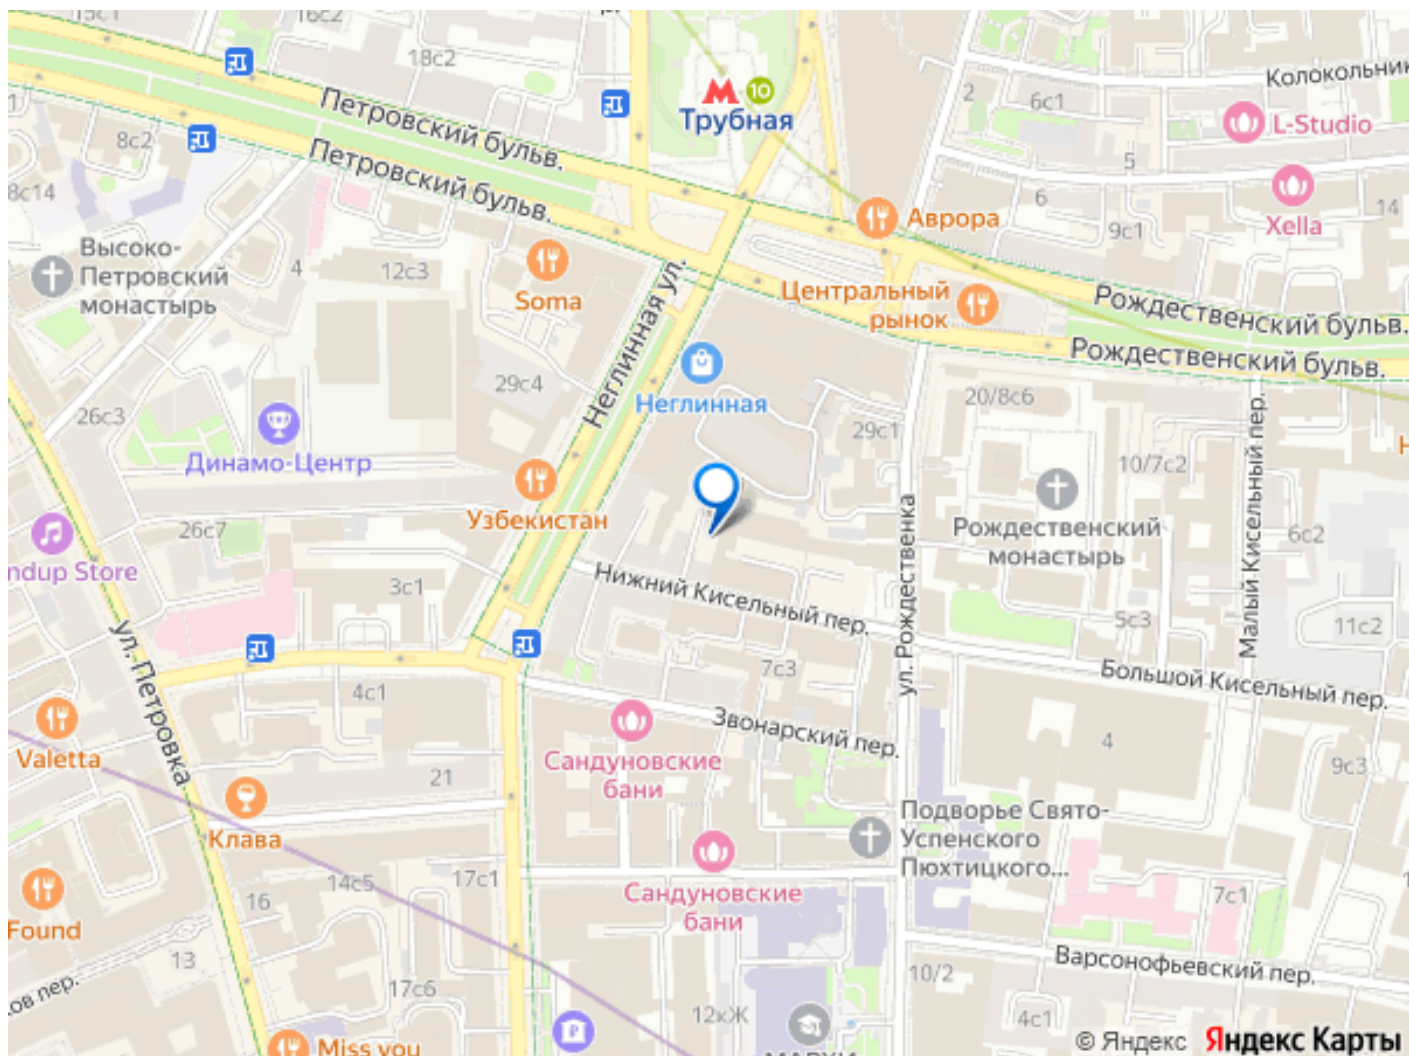 15с1
16с2
18с2
8с2
8с14
Петровский бульв.
Петровский бульв.
Трубная
10
2
6с1
Колокольник
L-Studio
5
6
Xella
14
9с1
Аврора
Высоко-
Петровский
монастырь
4
12с3
Soma
Неглинная ул.
Центральный
рынок
Рождественский бульв.
Рождественский бульв.
29с4
Неглинная
26с3
Динамо-Центр
29с1
20/8с6
10/7с2
Малый Кисельный пер.
Узбекистан
26с7
ул. Рождественка
Рождественский
монастырь
6с2
ndup Store
3с1
Нижний Кисельный пер.
5с3
11с2
ул. Петровка
7с3
Большой Кисельный пер.
4с1
Звонарский пер.
4
Valetta
21
Сандуновские
бани
9с3
Клава
Подворье Свято-
Успенского
Пюхтицкого...
14с5
17с1
16
Сандуновские
бани
7с1
Found
13
10/2
Варсонофьевский пер.
ов пер.
17с6
12кЖ
4с1
Miss you
МАРХИ
© Яндекс Яндекс Карты